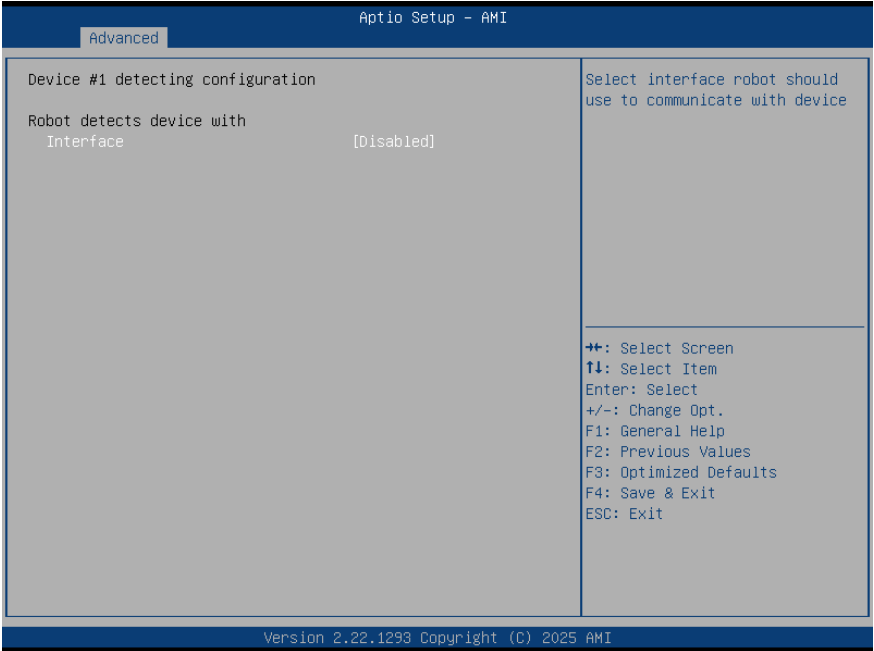 Aptio Setup – AMI
Advanced
Device #1 detecting configuration
Robot detects device with
Interface [Disabled]
Select interface robot should
use to communicate with device
→←: Select Screen
↑↓: Select Item
Enter: Select
+/-: Change Opt.
F1: General Help
F2: Previous Values
F3: Optimized Defaults
F4: Save & Exit
ESC: Exit
Version 2.22.1293 Copyright (C) 2025 AMI